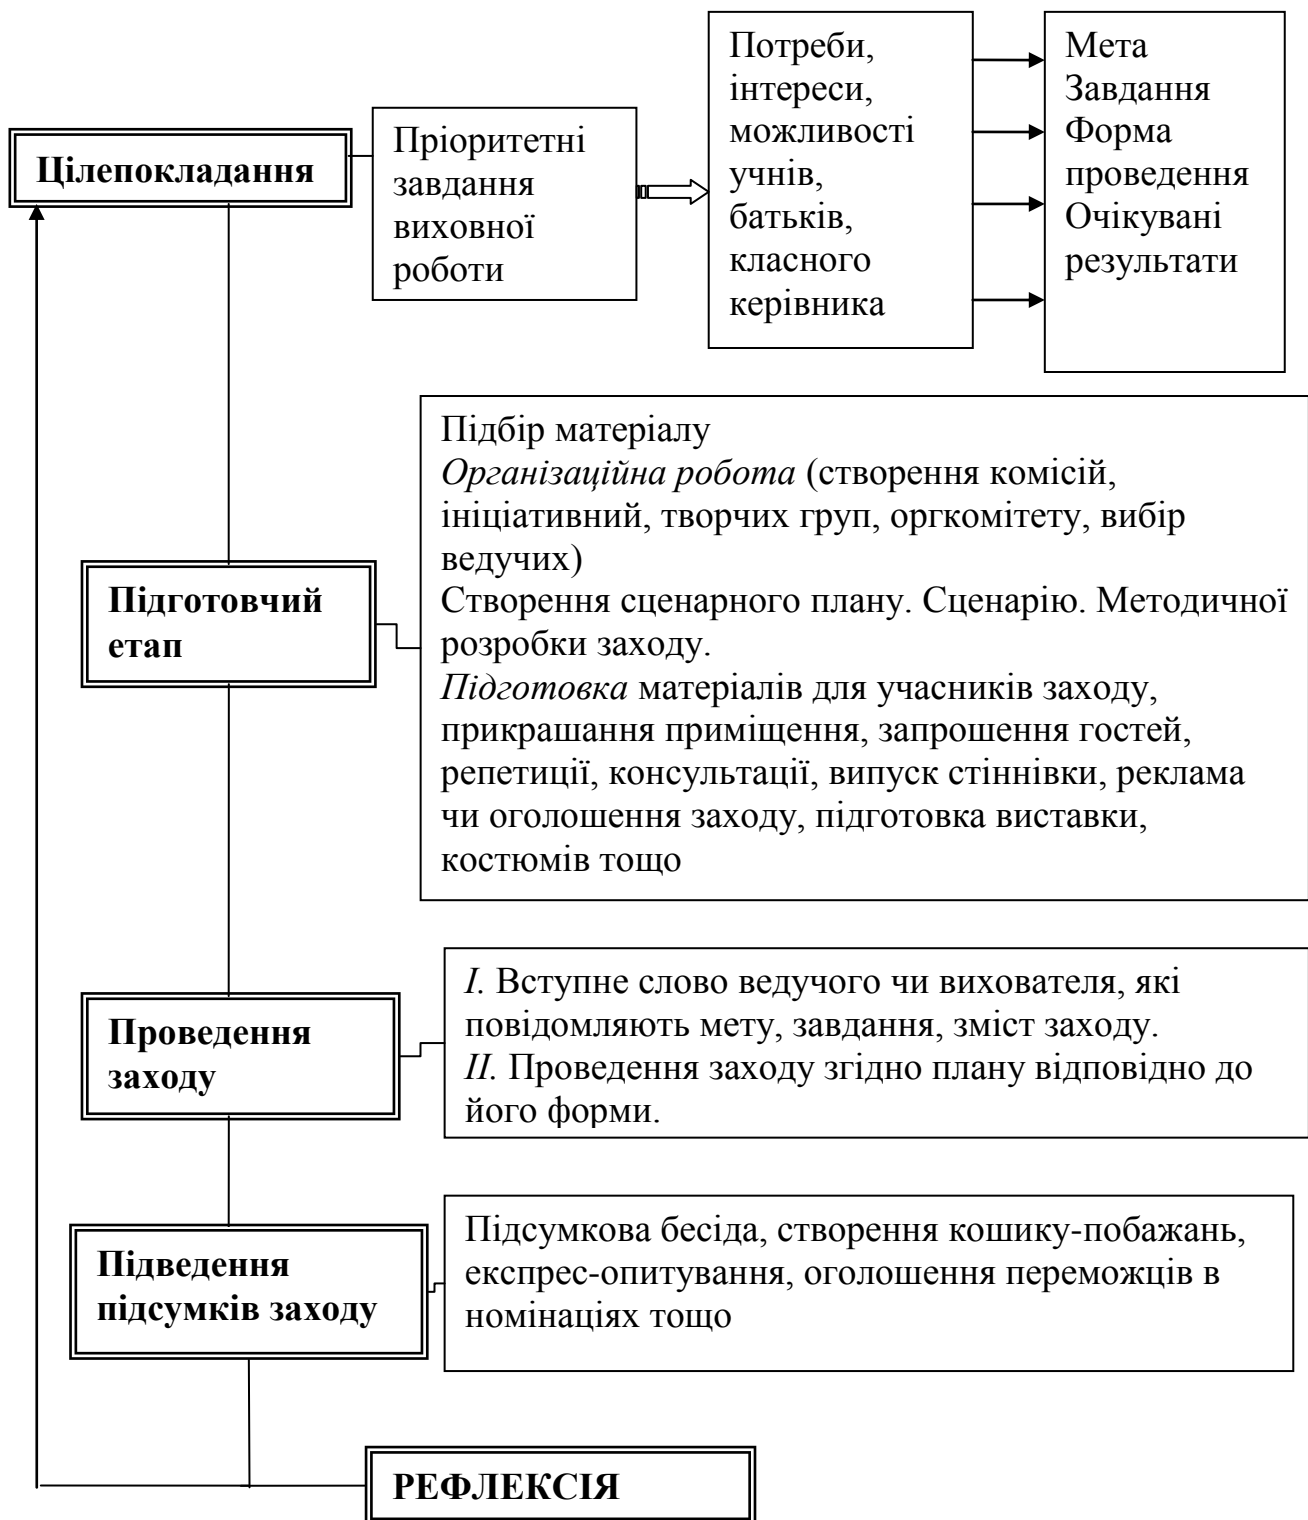 Цілепокладання
Пріоритетні
завдання
виховної
роботи
Потреби,
інтереси,
можливості
учнів,
батьків,
класного
керівника
Мета
Завдання
Форма
проведення
Очікувані
результати
Підготовчий
етап
Підбір матеріалу
Організаційна робота (створення комісій,
ініціативний, творчих груп, оргкомітету, вибір
ведучих)
Створення сценарного плану. Сценарію. Методичної
розробки заходу.
Підготовка матеріалів для учасників заходу,
прикрашання приміщення, запрошення гостей,
репетиції, консультації, випуск стіннівки, реклама
чи оголошення заходу, підготовка виставки,
костюмів тощо
Проведення
заходу
I. Вступне слово ведучого чи вихователя, які
повідомляють мету, завдання, зміст заходу.
II. Проведення заходу згідно плану відповідно до
його форми.
Підведення
підсумків заходу
Підсумкова бесіда, створення кошику-побажань,
експрес-опитування, оголошення переможців в
номінаціях тощо
РЕФЛЕКСІЯ